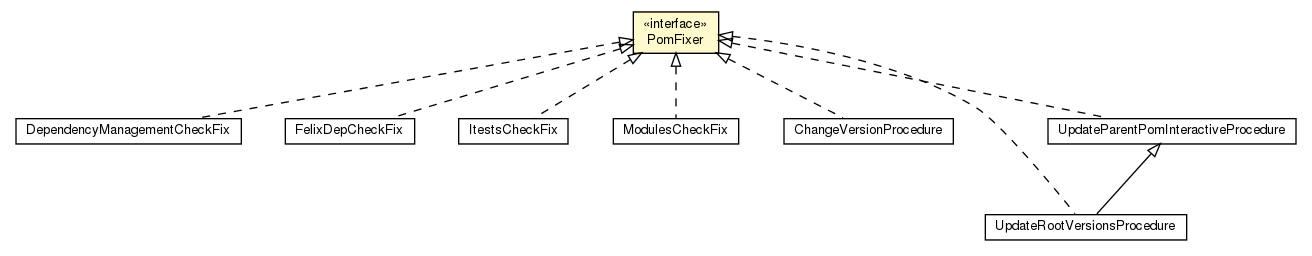 «interface»
PomFixer
DependencyManagementCheckFix
FelixDepCheckFix
ItestsCheckFix
ModulesCheckFix
ChangeVersionProcedure
UpdateParentPomInteractiveProcedure
UpdateRootVersionsProcedure